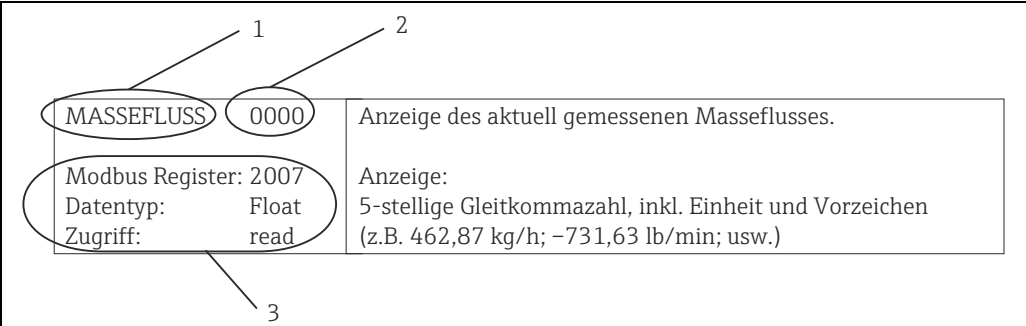 1
2
MASSEFLUSS 0000
Anzeige des aktuell gemessenen Masseflusses.
Modbus Register: 2007
Anzeige:
Datentyp: Float
5-stellige Gleitkommazahl, inkl. Einheit und Vorzeichen
Zugriff: read
(z.B. 462,87 kg/h; –731,63 lb/min; usw.)
3